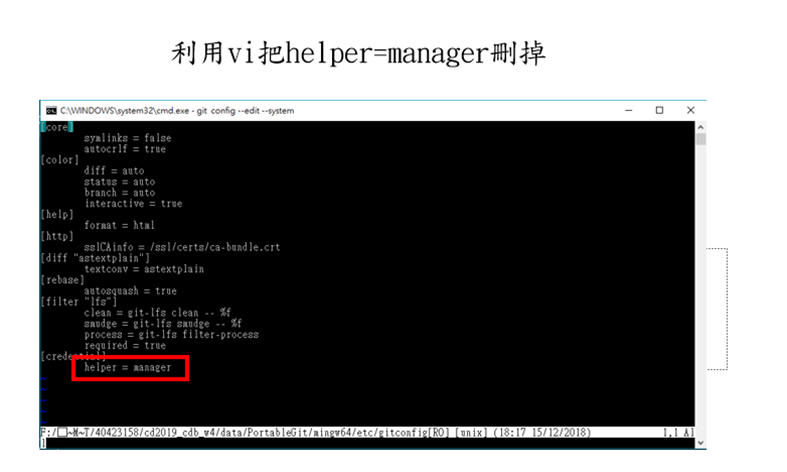 利用vi把helper=manager刪掉
C:\WINDOWS\system32\cmd.exe - git config --edit --system
[core]
symlinks = false
autocrlf = true
[color]
diff = auto
status = auto
branch = auto
interactive = true
[help]
format = html
[http]
sslCAinfo = /ssl/certs/ca-bundle.crt
[diff "astextplain"]
textconv = astextplain
[rebase]
autosquash = true
[filter "lfs"]
clean = git-lfs clean -- %f
smudge = git-lfs smudge -- %f
process = git-lfs filter-process
required = true
[credential]
helper = manager
~
~
~
~
F:/□~M~T/40423158/cd2019_cdb_w4/data/PortableGit/mingw64/etc/gitconfig[RO] [unix] (18:17 15/12/2018) 1,1 Al
l